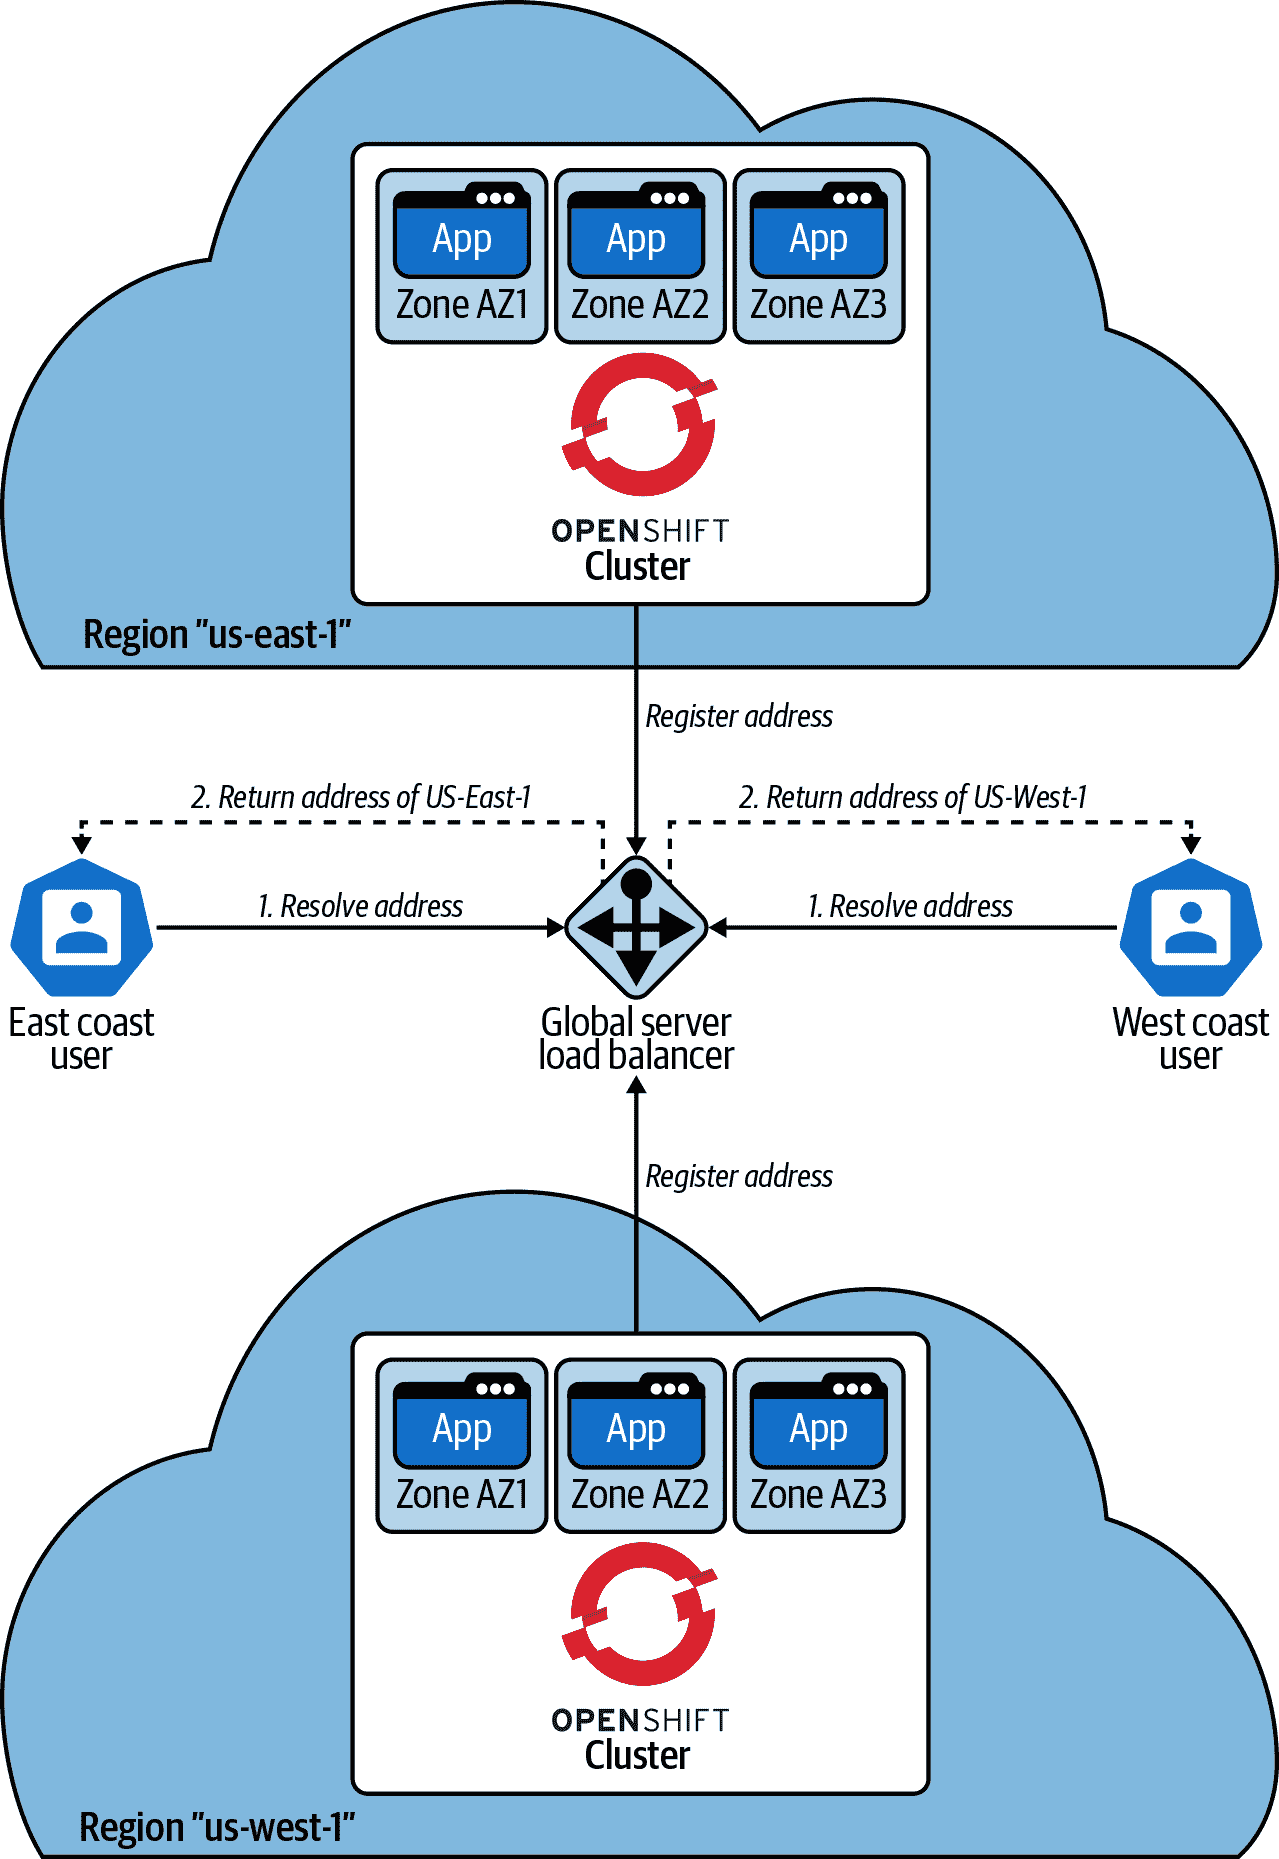 App
App
App
Zone AZ1
Zone AZ2
Zone AZ3
OPENSHIFT
Cluster
Region "us-east-1"
Register address
2. Return address of US-East-1
2. Return address of US-West-1
1. Resolve address
1. Resolve address
East coast
user
Global server
load balancer
West coast
user
Register address
App
App
App
Zone AZ1
Zone AZ2
Zone AZ3
OPENSHIFT
Cluster
Region "us-west-1"